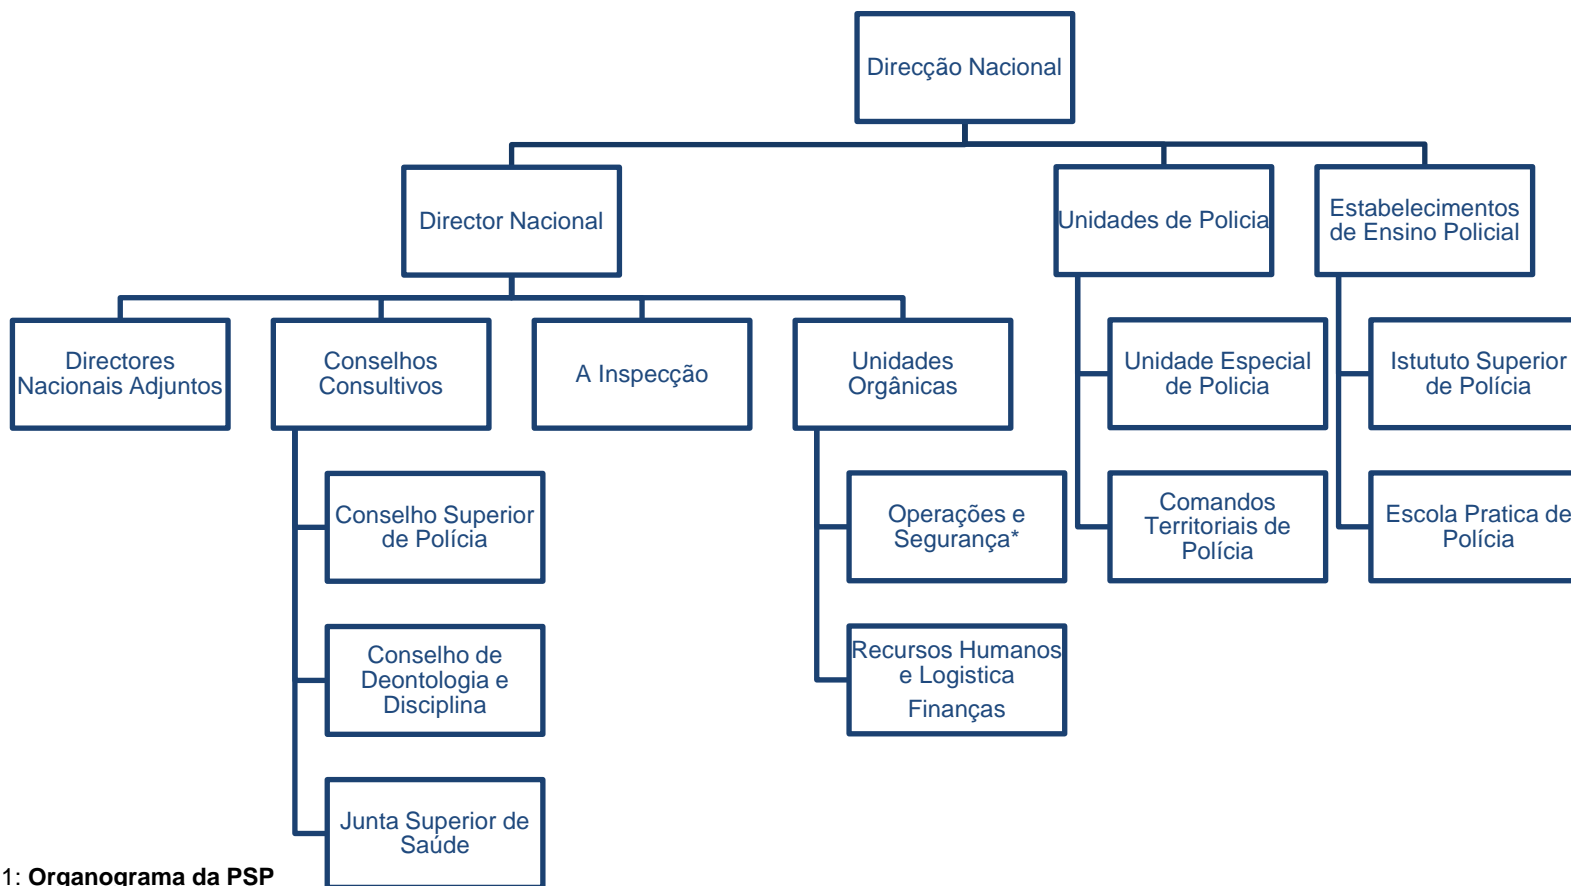 Direcção Nacional
Director Nacional
Unidades de Policia
Estabelecimentos
de Ensino Policial
Directores
Nacionais Adjuntos
Conselhos
Consultivos
A Inspecção
Unidades
Orgânicas
Unidade Especial
de Policia
Istututo Superior
de Polícia
Conselho Superior
de Polícia
Operações e
Segurança*
Comandos
Territoriais de
Polícia
Escola Pratica de
Polícia
Conselho de
Deontologia e
Disciplina
Recursos Humanos
e Logistica
Finanças
Junta Superior de
Saúde
1: Organograma da PSP